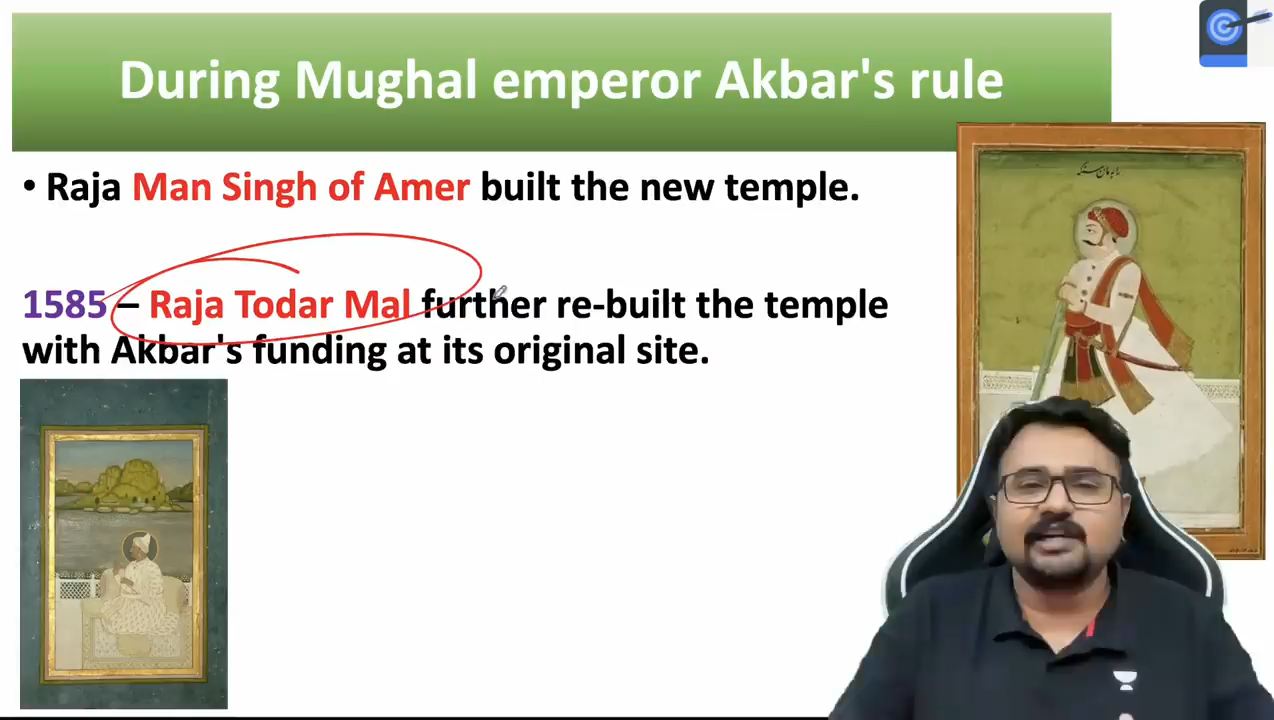 During Mughal emperor Akbar's rule
• Raja Man Singh of Amer built the new temple.
1585 – Raja Todar Mal further re-built the temple
with Akbar's funding at its original site.